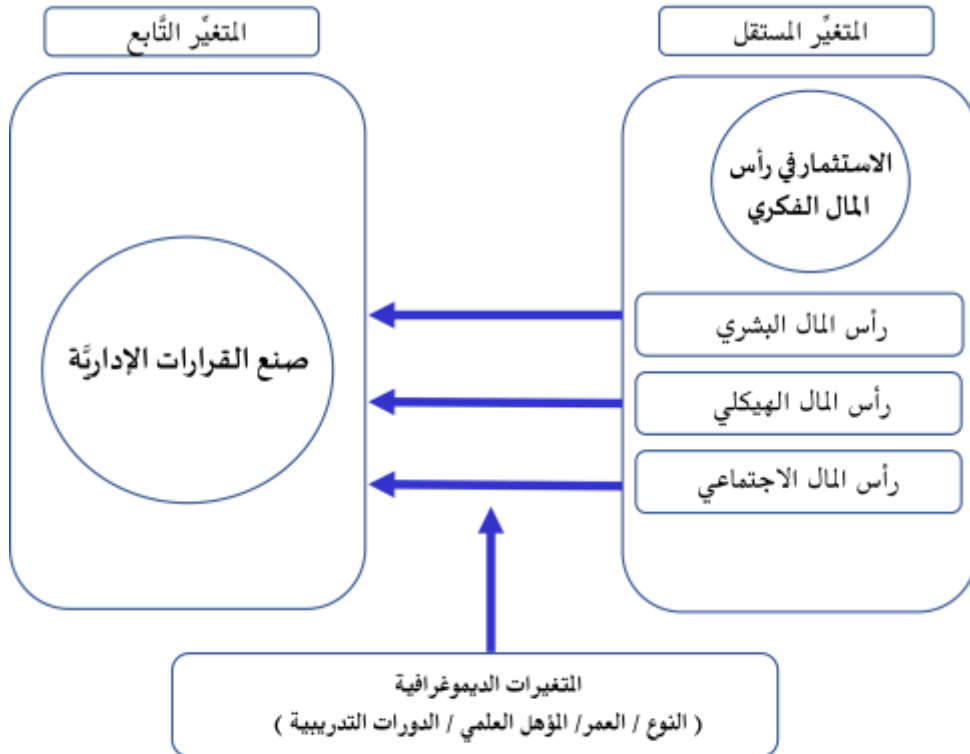 المتغيِّر المستقل
المتغيِّر التَّابع
الاستثمار في رأس
المال الفكري
رأس المال البشري
رأس المال الهيكلي
رأس المال الاجتماعي
صنع القرارات الإداريَّة
المتغيرات الديموغرافية
( النوع / العمر/ المؤهل العلمي / الدورات التدريبية )